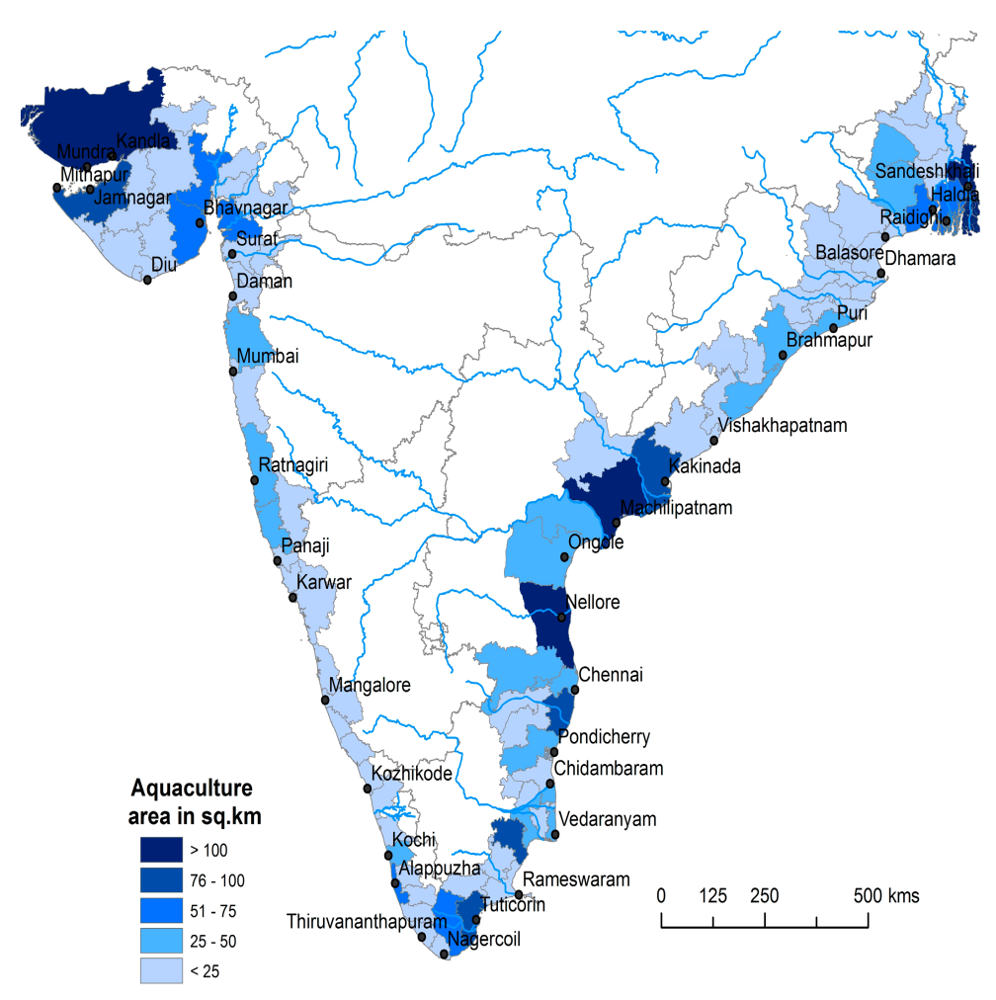 Kandla
Mundra
Mithapur
Jamnagar
Bhavnagar
Surat
Diu
Daman
Mumbai
Ratnagiri
Panaji
Karwar
Mangalore
Kozhikode
Kochi
Alappuzha
Thiruvananthapuram
Nagercoil
Tuticorin
Rameswaram
Vedaranyam
Chidambaram
Pondicherry
Chennai
Nellore
Ongole
Machilipatnam
Kakinada
Vishakhapatnam
Brahmapur
Puri
Dhamara
Balasore
Raidighi
Haldia
Sandeshkhali
Aquaculture
area in sq.km
> 100
76 - 100
51 - 75
25 - 50
< 25
0 125 250 500 kms